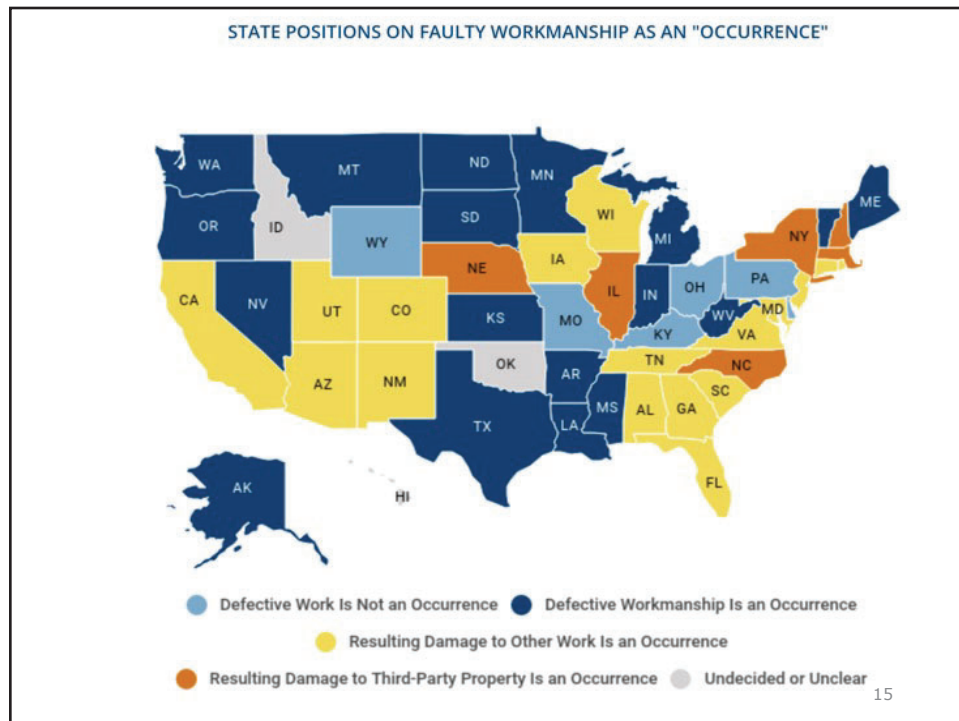 STATE POSITIONS ON FAULTY WORKMANSHIP AS AN "OCCURRENCE"
WA
MT
ND
MN
ME
OR
ID
SD
WI
MI
NY
WY
IA
NE
PA
IL
IN
OH
NV
UT
CO
KS
MO
WV
MD
VA
KY
CA
AZ
NM
OK
AR
TN
NC
SC
TX
LA
MS
AL
GA
FL
AK
HI
Defective Work Is Not an Occurrence
Defective Workmanship Is an Occurrence
Resulting Damage to Other Work Is an Occurrence
Resulting Damage to Third-Party Property Is an Occurrence
Undecided or Unclear
15